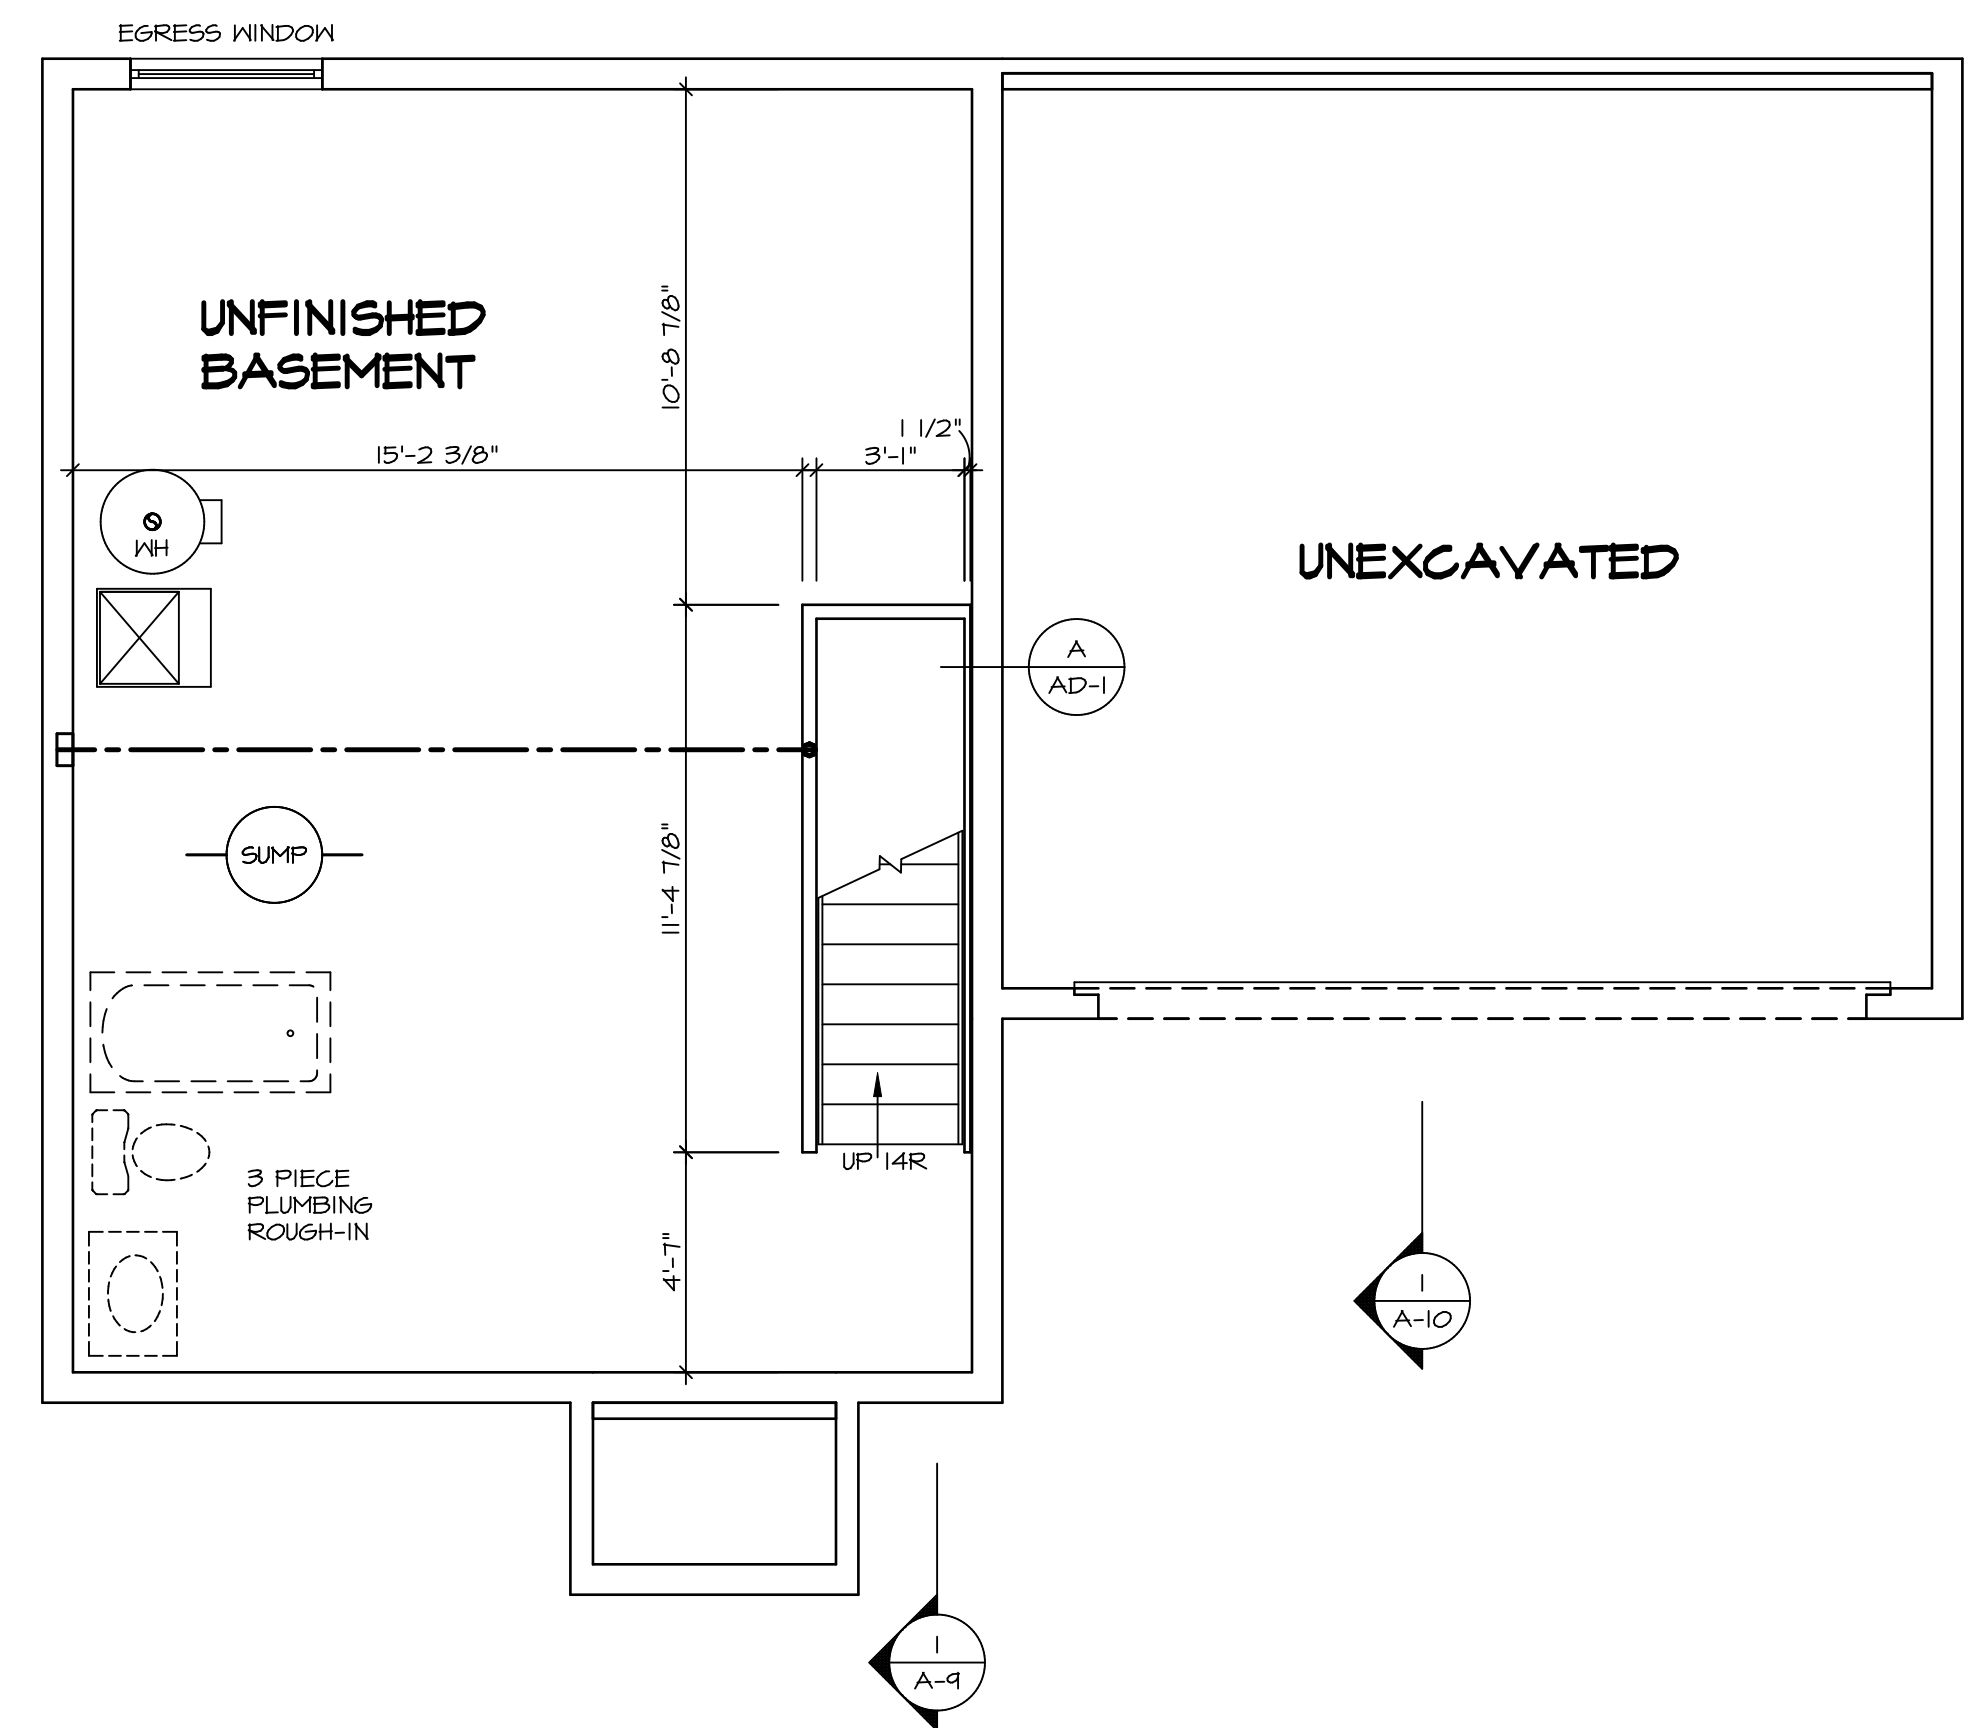 EGRESS WINDOW
UNFINISHED
BASEMENT
10'-8 7/8"
1 1/2"
15'-2 3/8"
3'-1"
WH
UNEXCAVATED
A
AD-1
SUMP
11'-4 7/8"
UP 14R
3 PIECE
PLUMBING
ROUGH-IN
4'-7"
1
A-10
1
A-9